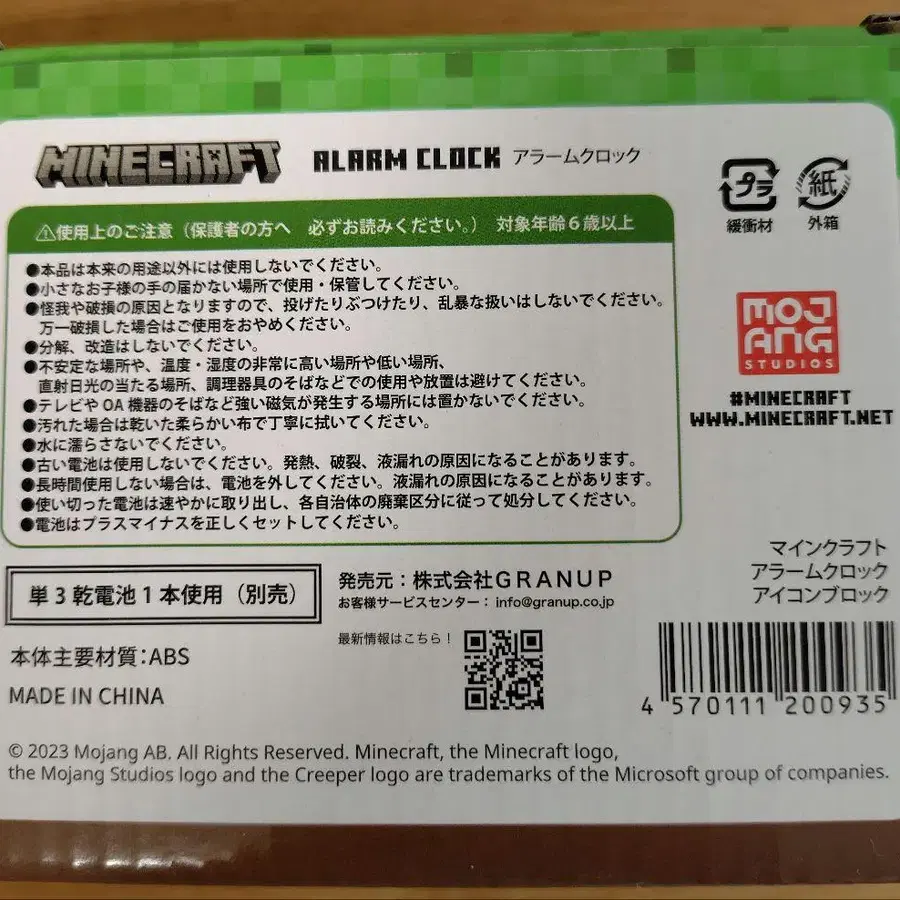 MINECRAFT
ALARM CLOCK アラームクロック
プラ
緩衝材
紙
外箱
⚠使用上のご注意（保護者の方へ　必ずお読みください。）　対象年齢６歳以上
●本品は本来の用途以外には使用しないでください。
●小さなお子様の手の届かない場所で使用・保管してください。
●怪我や破損の原因となりますので、投げたりぶつけたり、乱暴な扱いはしないでください。
万一破損した場合はご使用をおやめください。
●分解、改造はしないでください。
●不安定な場所や、温度・湿度の非常に高い場所や低い場所、
直射日光の当たる場所、調理器具のそばなどでの使用や放置は避けてください。
●テレビや OA 機器のそばなど強い磁気が発生する場所には置かないでください。
●汚れた場合は乾いた柔らかい布で丁寧に拭いてください。
●水に濡らさないでください。
●古い電池は使用しないでください。発熱、破裂、液漏れの原因になることがあります。
●長時間使用しない場合は、電池を外してください。液漏れの原因になることがあります。
●使い切った電池は速やかに取り出し、各自治体の廃棄区分に従って処分してください。
●電池はプラスマイナスを正しくセットしてください。
MOJANG
STUDIOS
#MINECRAFT
WWW.MINECRAFT.NET
単３乾電池１本使用（別売）
発売元：株式会社GRANUP
お客様サービスセンター：info@granup.co.jp
最新情報はこちら！
本体主要材質：ABS
MADE IN CHINA
マインクラフト
アラームクロック
アイコンブロック
4 570111 200935
© 2023 Mojang AB. All Rights Reserved. Minecraft, the Minecraft logo,
the Mojang Studios logo and the Creeper logo are trademarks of the Microsoft group of companies.